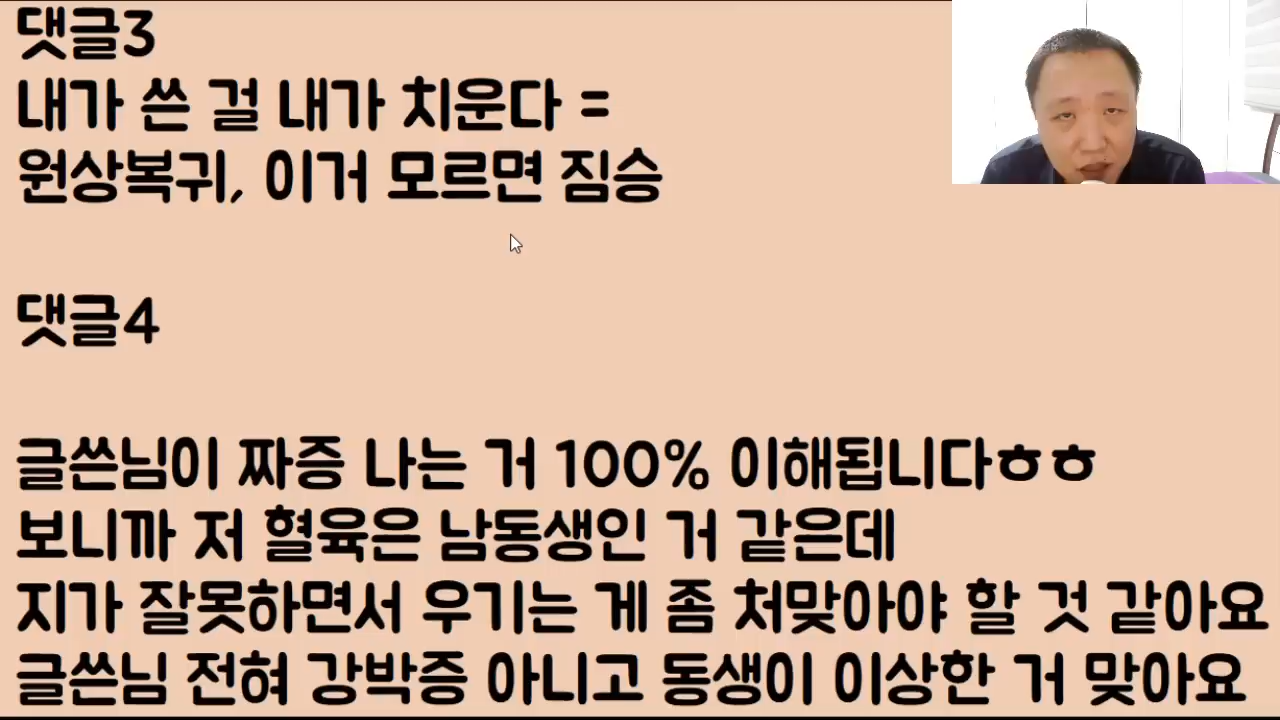 댓글3
내가 쓴 걸 내가 치운다 =
원상복귀, 이거 모르면 짐승
댓글4
글쓴님이 짜증 나는 거 100% 이해됩니다ㅎㅎ
보니까 저 혈육은 남동생인 거 같은데
지가 잘못하면서 우기는 게 좀 처맞아야 할 것 같아요
글쓴님 전혀 강박증 아니고 동생이 이상한 거 맞아요